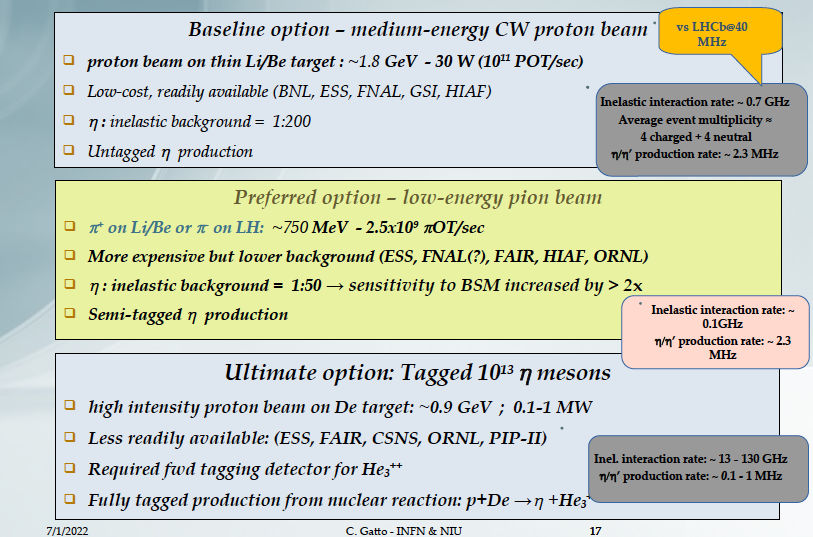 Baseline option – medium-energy CW proton beam
vs LHCb@40
MHz
❑ proton beam on thin Li/Be target : ~1.8 GeV - 30 W (10¹¹ POT/sec)
❑ Low-cost, readily available (BNL, ESS, FNAL, GSI, HIAF)
❑ η : inelastic background = 1:200
❑ Untagged η production
Inelastic interaction rate: ~ 0.7 GHz
Average event multiplicity ≈
4 charged + 4 neutral
η/η′ production rate: ~ 2.3 MHz
Preferred option – low-energy pion beam
❑ π⁺ on Li/Be or π⁻ on LH: ~750 MeV - 2.5x10⁹ πOT/sec
❑ More expensive but lower background (ESS, FNAL(?), FAIR, HIAF, ORNL)
❑ η : inelastic background = 1:50 → sensitivity to BSM increased by > 2x
❑ Semi-tagged η production
Inelastic interaction rate: ~
0.1GHz
η/η′ production rate: ~ 2.3
MHz
Ultimate option: Tagged 10¹³ η mesons
❑ high intensity proton beam on De target: ~0.9 GeV ; 0.1-1 MW
❑ Less readily available: (ESS, FAIR, CSNS, ORNL, PIP-II)
❑ Required fwd tagging detector for He₃⁺⁺
❑ Fully tagged production from nuclear reaction: p+De → η +He₃⁺
Inel. interaction rate: ~ 13 - 130 GHz
η/η′ production rate: ~ 0.1 - 1 MHz
7/1/2022
C. Gatto - INFN & NIU
17